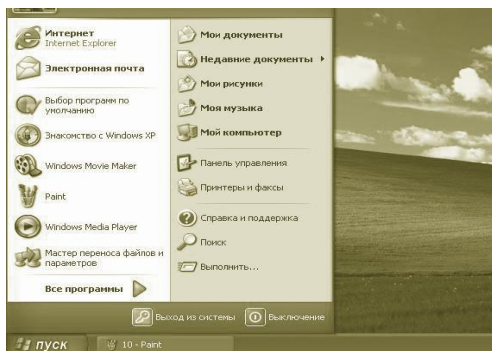 Интернет
Internet Explorer
Электронная почта
Выбор программ по
умолчанию
Знакомство с Windows XP
Windows Movie Maker
Paint
Windows Media Player
Мастер переноса файлов и
параметров
Все программы
Мои документы
Недавние документы
Мои рисунки
Моя музыка
Мой компьютер
Панель управления
Принтеры и факсы
Справка и поддержка
Поиск
Выполнить...
Выход из системы
Выключение
пуск
10 - Paint